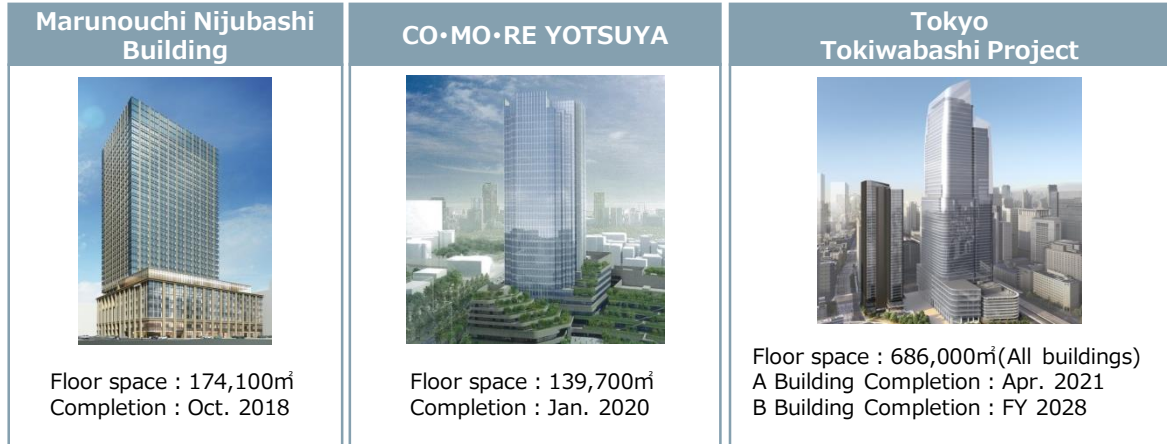 Marunouchi Nijubashi
Building
Floor space : 174,100㎡
Completion : Oct. 2018
CO•MO•RE YOTSUYA
Floor space : 139,700㎡
Completion : Jan. 2020
Tokyo
Tokiwabashi Project
Floor space : 686,000㎡(All buildings)
A Building Completion : Apr. 2021
B Building Completion : FY 2028